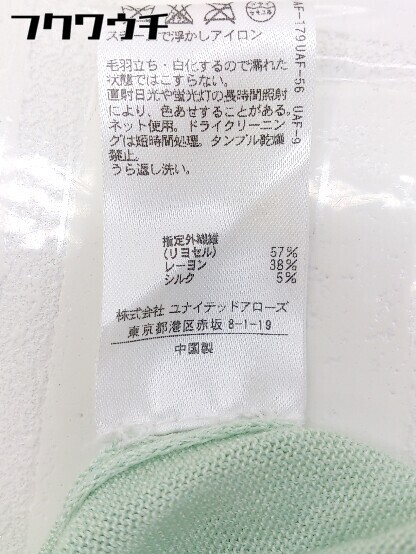 フクワウチ
スチームで浮かしアイロン
毛羽立ち・白化するので濡れた
状態ではこすらない。
直射日光や蛍光灯の長時間照射
により、色あせすることがある。
ネット使用。ドライクリーニン
グは短時間処理。タンブル乾燥
禁止。
うら返し洗い。
UAF-56
UAF-9
指定外繊維
(リヨセル) 57%
レーヨン 38%
シルク 5%
株式会社 ユナイテッドアローズ
東京都港区赤坂 8-1-19
中国製